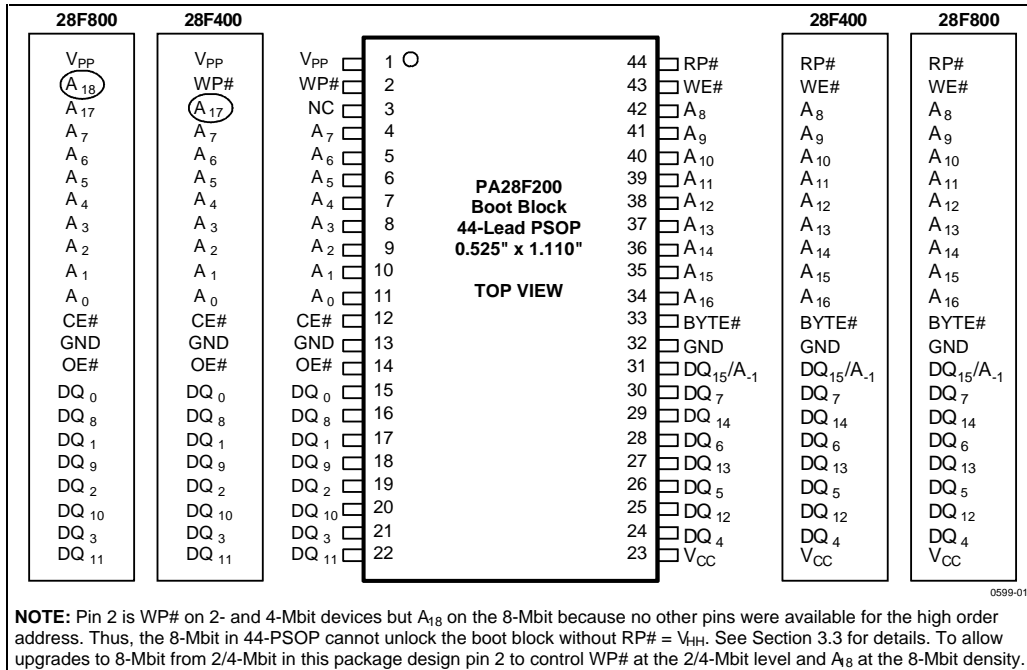 28F800 28F400 28F400 28F800
VPP VPP VPP 1 44 RP# RP# RP#
A18 WP# WP# 2 43 WE# WE# WE#
A17 A17 NC 3 42 A8 A8 A8
A7 A7 A7 4 41 A9 A9 A9
A6 A6 A6 5 40 A10 A10 A10
A5 A5 A5 6 39 A11 A11 A11
A4 A4 A4 7 38 A12 A12 A12
A3 A3 A3 8 37 A13 A13 A13
A2 A2 A2 9 36 A14 A14 A14
A1 A1 A1 10 35 A15 A15 A15
A0 A0 A0 11 34 A16 A16 A16
CE# CE# CE# 12 33 BYTE# BYTE# BYTE#
GND GND GND 13 32 GND GND GND
OE# OE# OE# 14 31 DQ15/A-1 DQ15/A-1 DQ15/A-1
DQ0 DQ0 DQ0 15 30 DQ7 DQ7 DQ7
DQ8 DQ8 DQ8 16 29 DQ14 DQ14 DQ14
DQ1 DQ1 DQ1 17 28 DQ6 DQ6 DQ6
DQ9 DQ9 DQ9 18 27 DQ13 DQ13 DQ13
DQ2 DQ2 DQ2 19 26 DQ5 DQ5 DQ5
DQ10 DQ10 DQ10 20 25 DQ12 DQ12 DQ12
DQ3 DQ3 DQ3 21 24 DQ4 DQ4 DQ4
DQ11 DQ11 DQ11 22 23 VCC VCC VCC
PA28F200
Boot Block
44-Lead PSOP
0.525" x 1.110"
TOP VIEW
0599-01
NOTE: Pin 2 is WP# on 2- and 4-Mbit devices but A18 on the 8-Mbit because no other pins were available for the high order
address. Thus, the 8-Mbit in 44-PSOP cannot unlock the boot block without RP# = VHH. See Section 3.3 for details. To allow
upgrades to 8-Mbit from 2/4-Mbit in this package design pin 2 to control WP# at the 2/4-Mbit level and A18 at the 8-Mbit density.